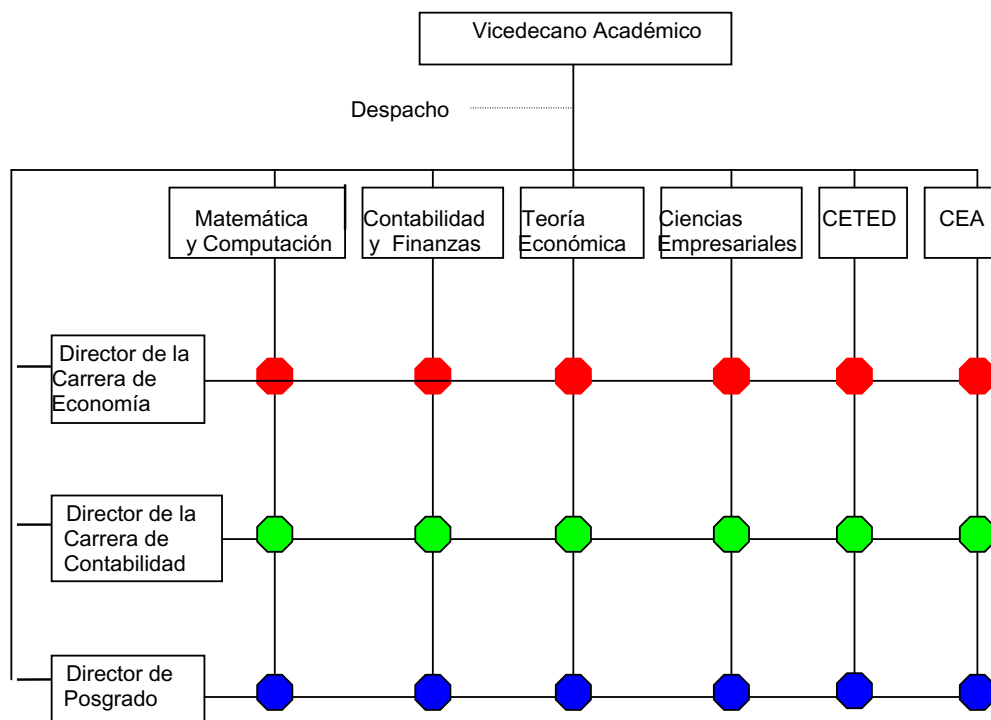 Vicedecano Académico
Despacho
Matemática
y Computación
Contabilidad
y Finanzas
Teoría
Económica
Ciencias
Empresariales
CETED
CEA
Director de la
Carrera de
Economía
Director de la
Carrera de
Contabilidad
Director de
Posgrado